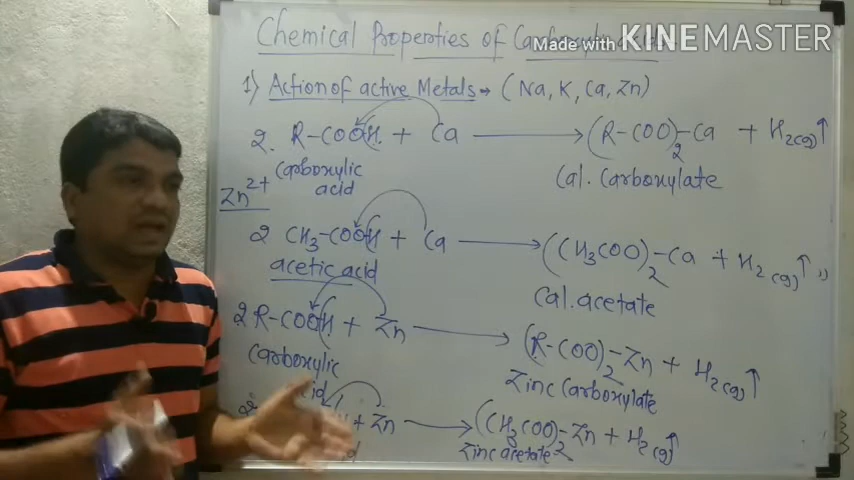 Chemical Properties of
Made with KINEMASTER
1) Action of active Metals → (Na, K, Ca, Zn)
2. R-COOH + Ca → (R-COO)₂-Ca + H₂(g)↑
Carboxylic acid
Cal. Carboxylate
Zn²⁺
2 CH₃-COOH + Ca → (CH₃COO)₂-Ca + H₂(g)↑
acetic acid
Cal. acetate
2 R-COOH + Zn → (R-COO)₂-Zn + H₂(g)↑
Carboxylic
Zinc Carboxylate
2 + Zn → (CH₃COO)₂-Zn + H₂(g)↑
Zinc acetate